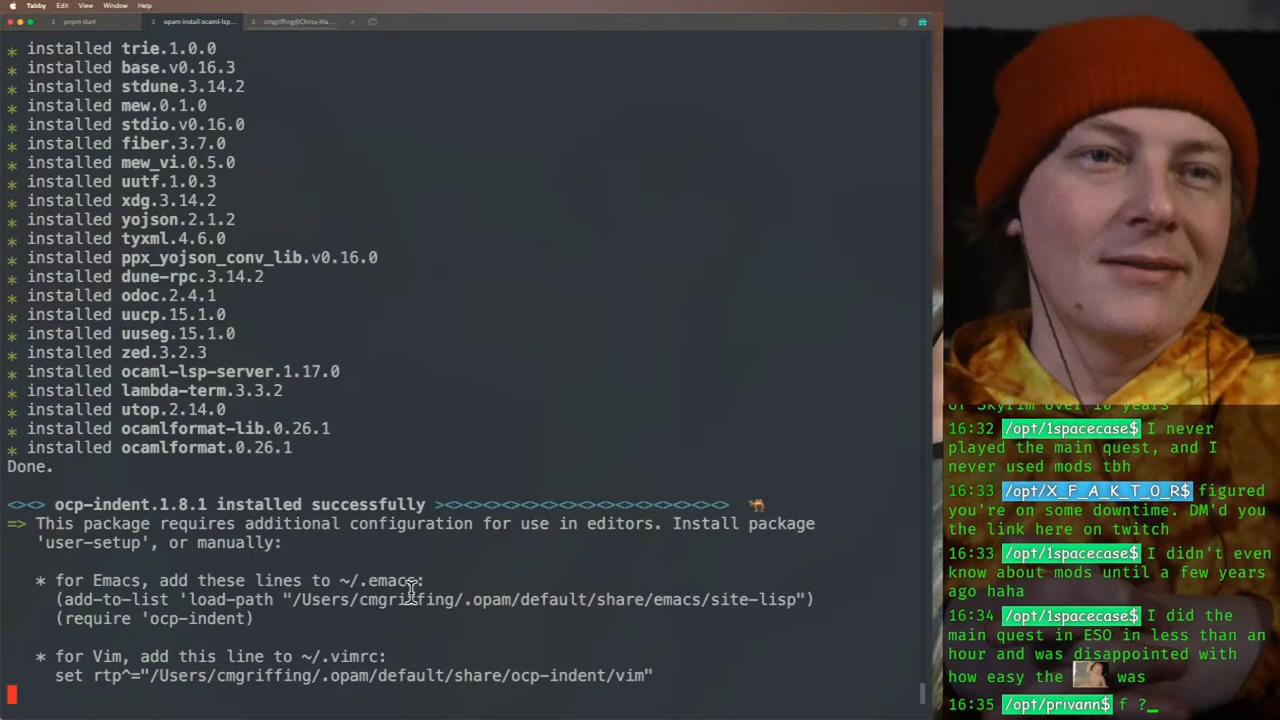 Tabby Edit View Window Help
1 pnpm start 2 opam install ocaml-lsp... 3 cmgriffing@Chriss-Ma...
* installed trie.1.0.0
* installed base.v0.16.3
* installed stdune.3.14.2
* installed mew.0.1.0
* installed stdio.v0.16.0
* installed fiber.3.7.0
* installed mew_vi.0.5.0
* installed uutf.1.0.3
* installed xdg.3.14.2
* installed yojson.2.1.2
* installed tyxml.4.6.0
* installed ppx_yojson_conv_lib.v0.16.0
* installed dune-rpc.3.14.2
* installed odoc.2.4.1
* installed uucp.15.1.0
* installed uuseg.15.1.0
* installed zed.3.2.3
* installed ocaml-lsp-server.1.17.0
* installed lambda-term.3.3.2
* installed utop.2.14.0
* installed ocamlformat-lib.0.26.1
* installed ocamlformat.0.26.1
Done.
<><> ocp-indent.1.8.1 installed successfully ><><><><><><><><><><><><><><><><> 🐫
=> This package requires additional configuration for use in editors. Install package
'user-setup', or manually:
* for Emacs, add these lines to ~/.emacs:
(add-to-list 'load-path "/Users/cmgriffing/.opam/default/share/emacs/site-lisp")
(require 'ocp-indent)
* for Vim, add this line to ~/.vimrc:
set rtp^="/Users/cmgriffing/.opam/default/share/ocp-indent/vim"
of Skyrim over 10 years
16:32 /opt/1spacecase$ I never
played the main quest, and I
never used mods tbh
16:33 /opt/X_F_A_K_T_O_R$ figured
you're on some downtime. DM'd you
the link here on twitch
16:33 /opt/1spacecase$ I didn't even
know about mods until a few years
ago haha
16:34 /opt/1spacecase$ I did the
main quest in ESO in less than an
hour and was disappointed with
how easy the was
16:35 /opt/privann$ f ?_